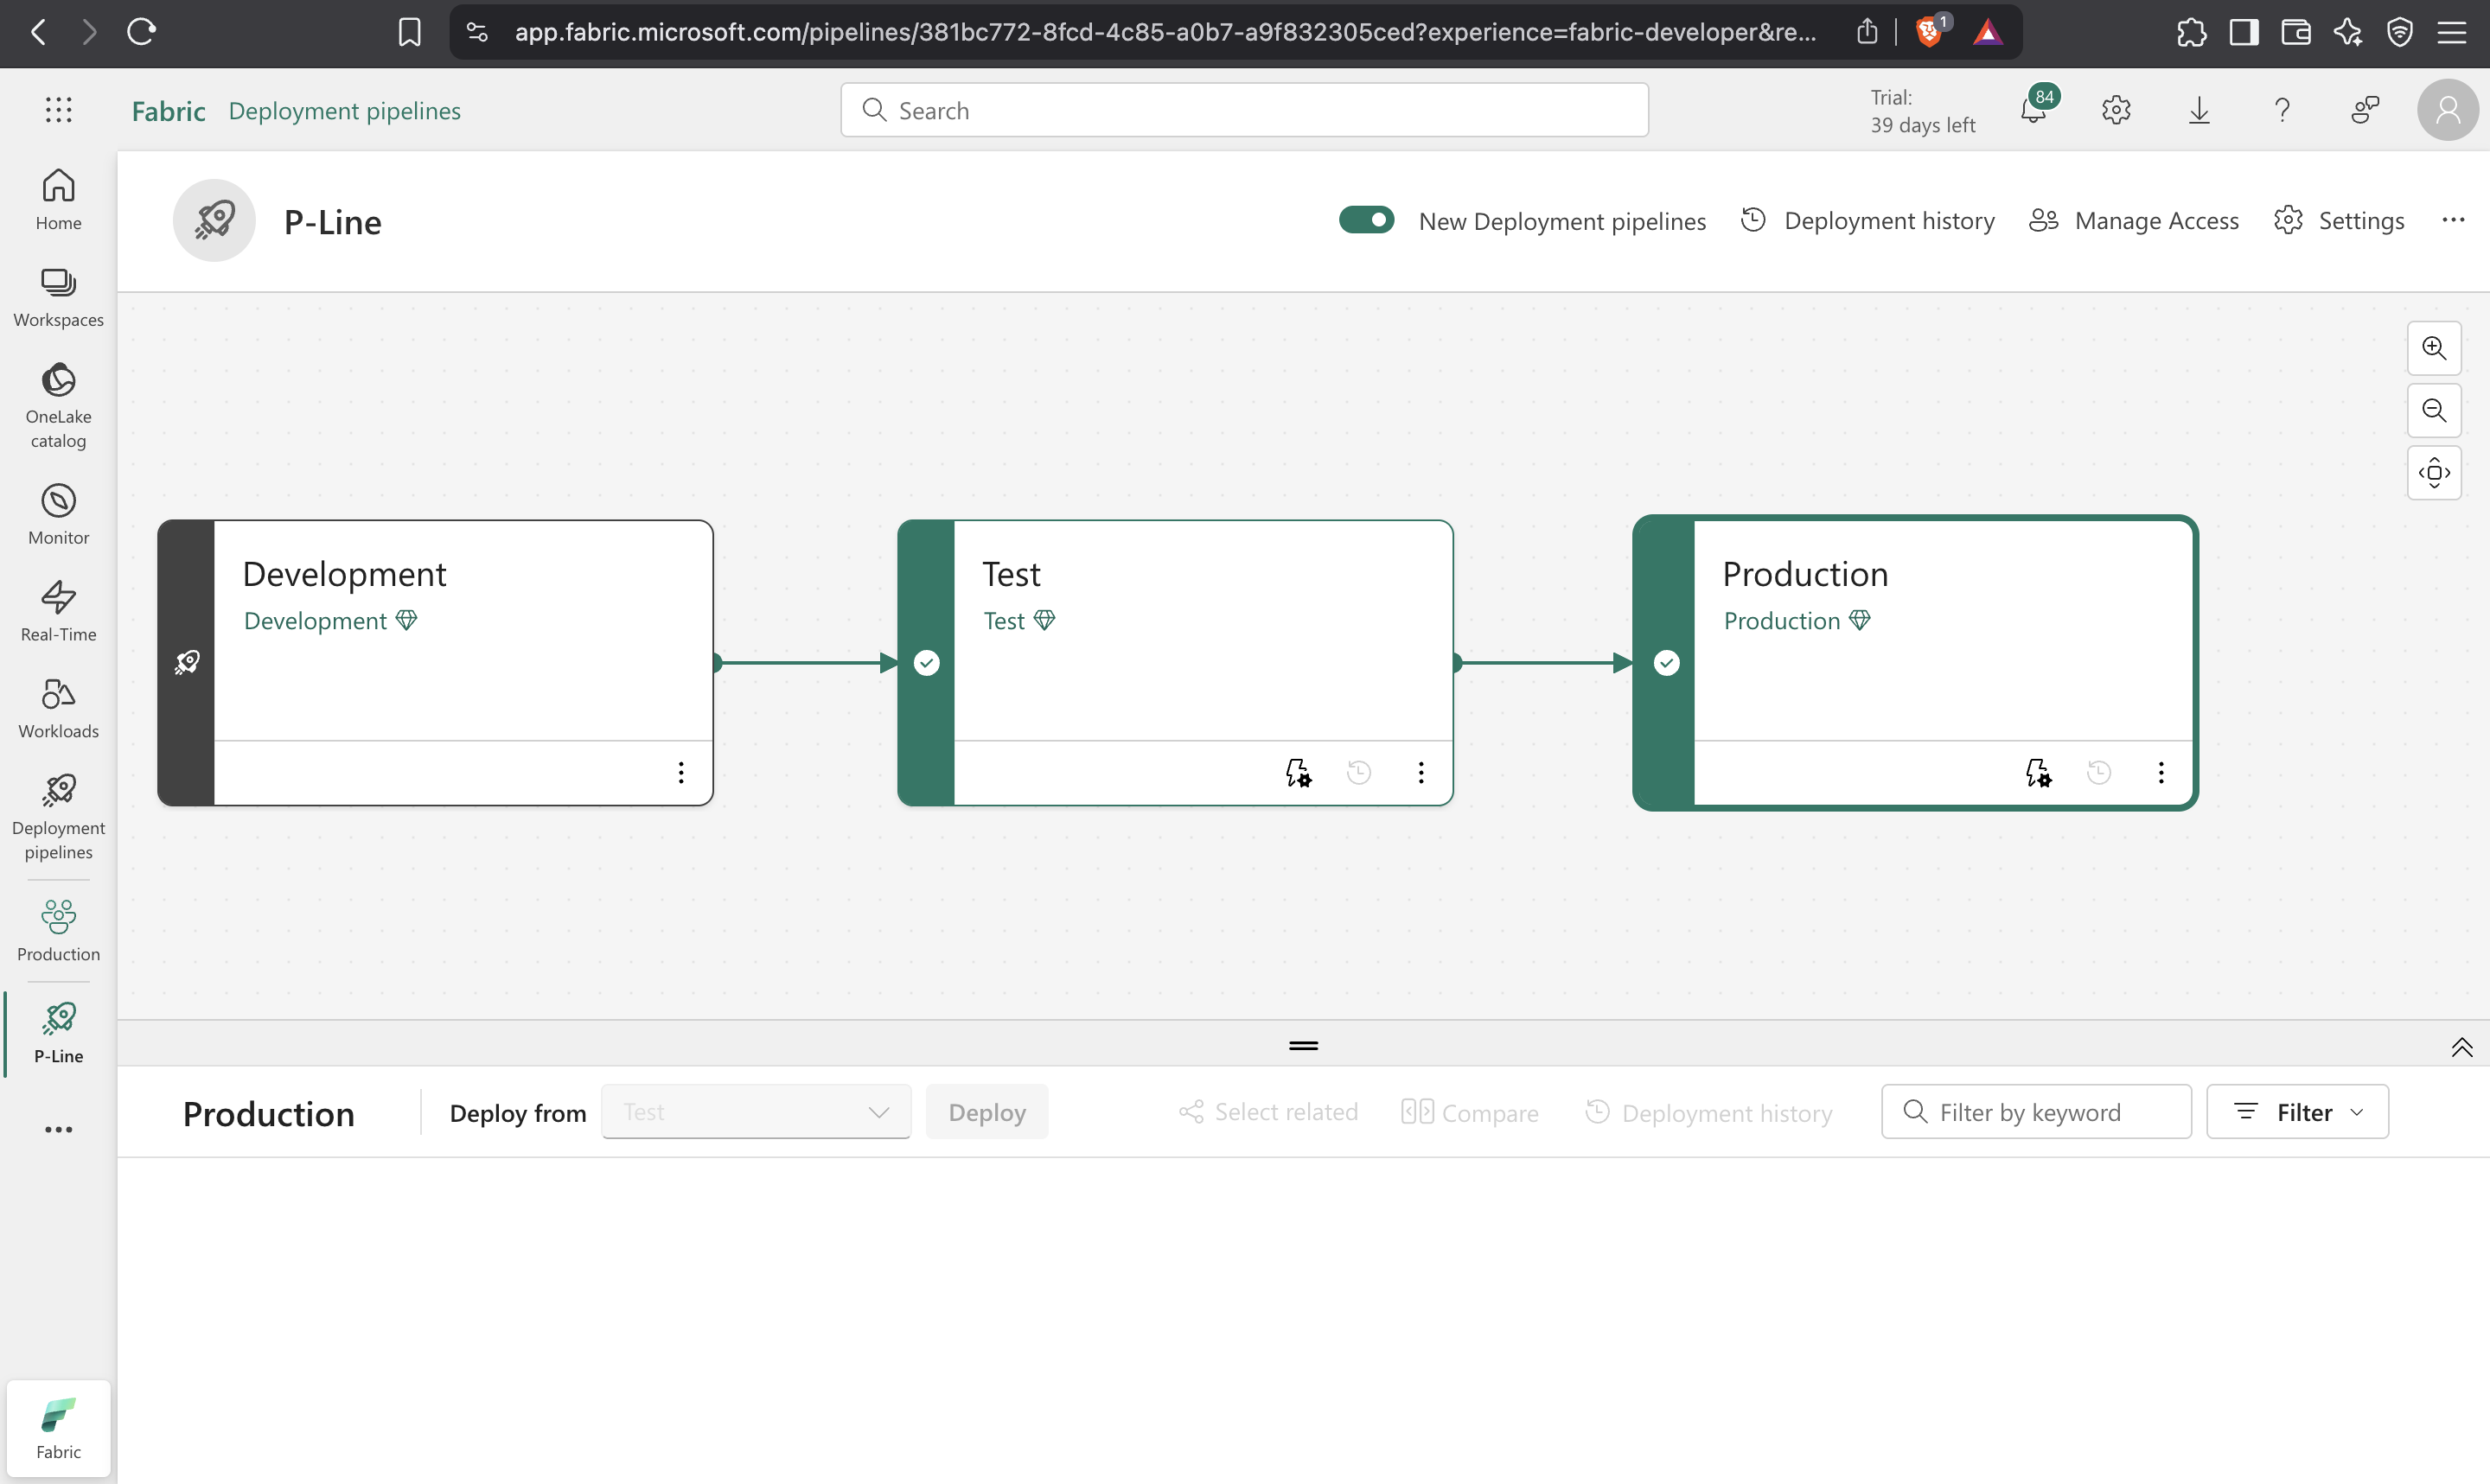 app.fabric.microsoft.com/pipelines/381bc772-8fcd-4c85-a0b7-a9f832305ced?experience=fabric-developer&re...
1
Fabric
Deployment pipelines
Search
Trial:
39 days left
84
Home
Workspaces
OneLake
catalog
Monitor
Real-Time
Workloads
Deployment
pipelines
Production
P-Line
Fabric
P-Line
New Deployment pipelines
Deployment history
Manage Access
Settings
Development
Development
Test
Test
Production
Production
Production
Deploy from
Test
Deploy
Select related
Compare
Deployment history
Filter by keyword
Filter